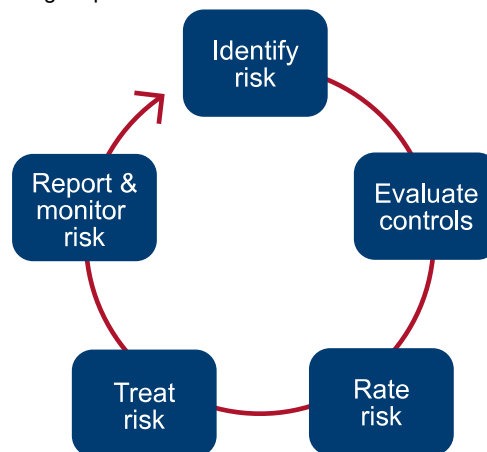 Identify
risk
Evaluate
controls
Rate
risk
Treat
risk
Report &
monitor
risk